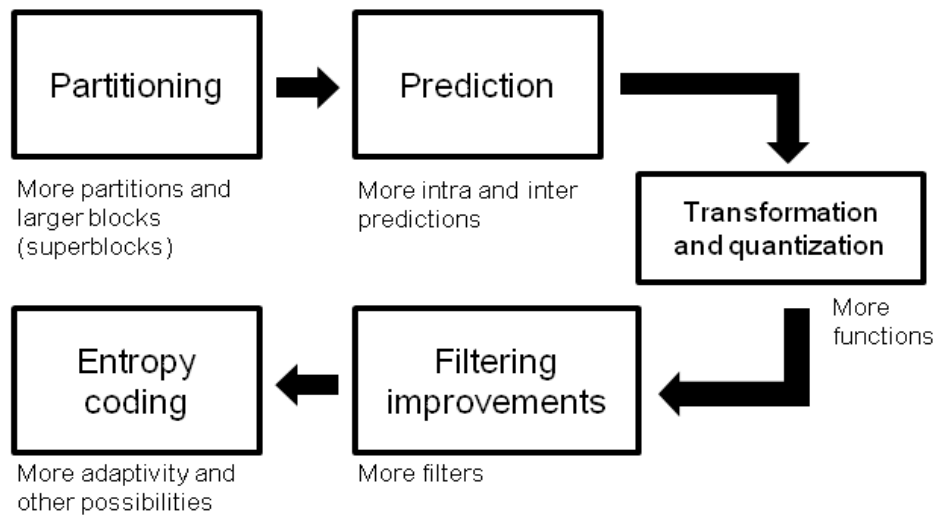 Partitioning
More partitions and
larger blocks
(superblocks)
Prediction
More intra and inter
predictions
Transformation
and quantization
More
functions
Filtering
improvements
More filters
Entropy
coding
More adaptivity and
other possibilities